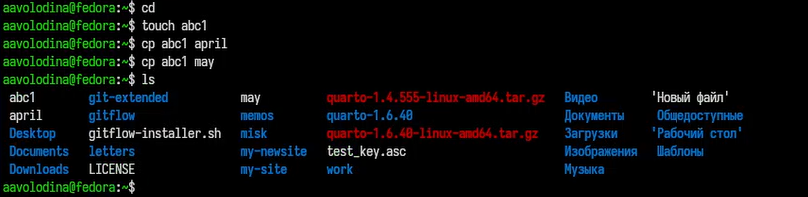 aavolodina@fedora:~$ cd
aavolodina@fedora:~$ touch abc1
aavolodina@fedora:~$ cp abc1 april
aavolodina@fedora:~$ cp abc1 may
aavolodina@fedora:~$ ls
abc1 git-extended may quarto-1.4.555-linux-amd64.tar.gz Видео 'Новый файл'
april gitflow memos quarto-1.6.40 Документы Общедоступные
Desktop gitflow-installer.sh misk quarto-1.6.40-linux-amd64.tar.gz Загрузки 'Рабочий стол'
Documents letters my-newsite test_key.asc Изображения Шаблоны
Downloads LICENSE my-site work Музыка
aavolodina@fedora:~$